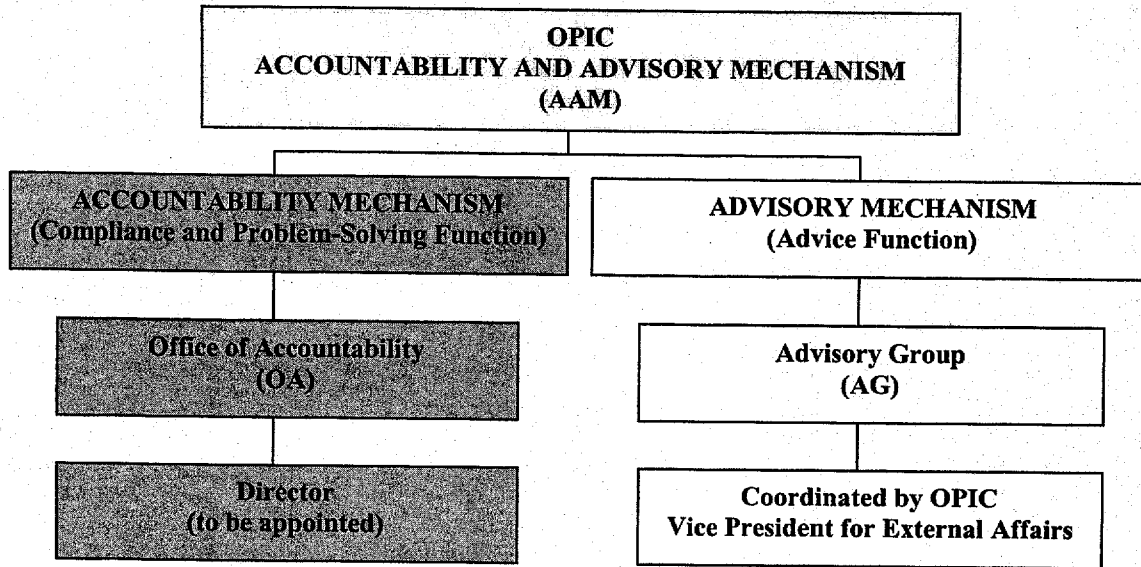 OPIC
ACCOUNTABILITY AND ADVISORY MECHANISM
(AAM)
ACCOUNTABILITY MECHANISM
(Compliance and Problem-Solving Function)
ADVISORY MECHANISM
(Advice Function)
Office of Accountability
(OA)
Advisory Group
(AG)
Director
(to be appointed)
Coordinated by OPIC
Vice President for External Affairs